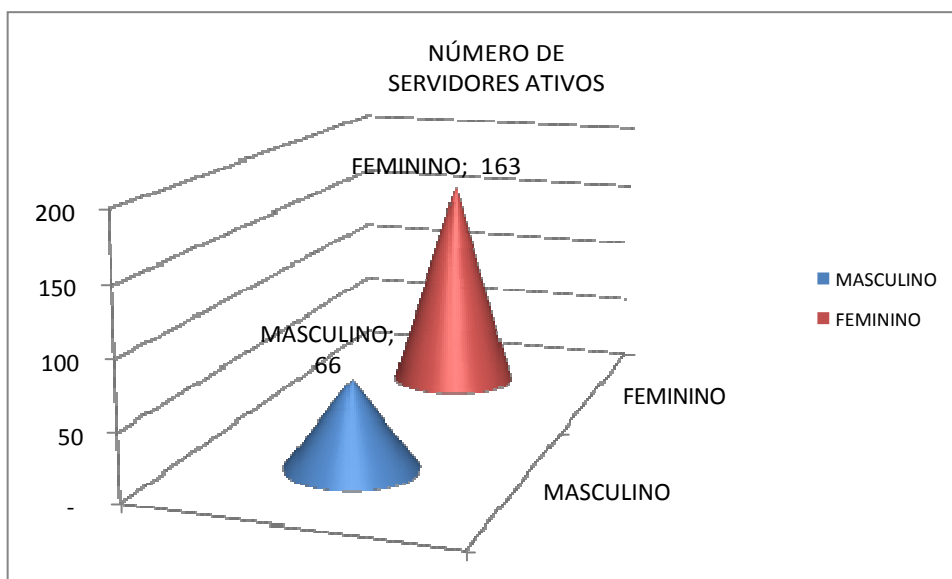 NÚMERO DE
SERVIDORES ATIVOS
FEMININO; 163
200
150
100
50
-
MASCULINO;
66
MASCULINO
FEMININO
FEMININO
MASCULINO